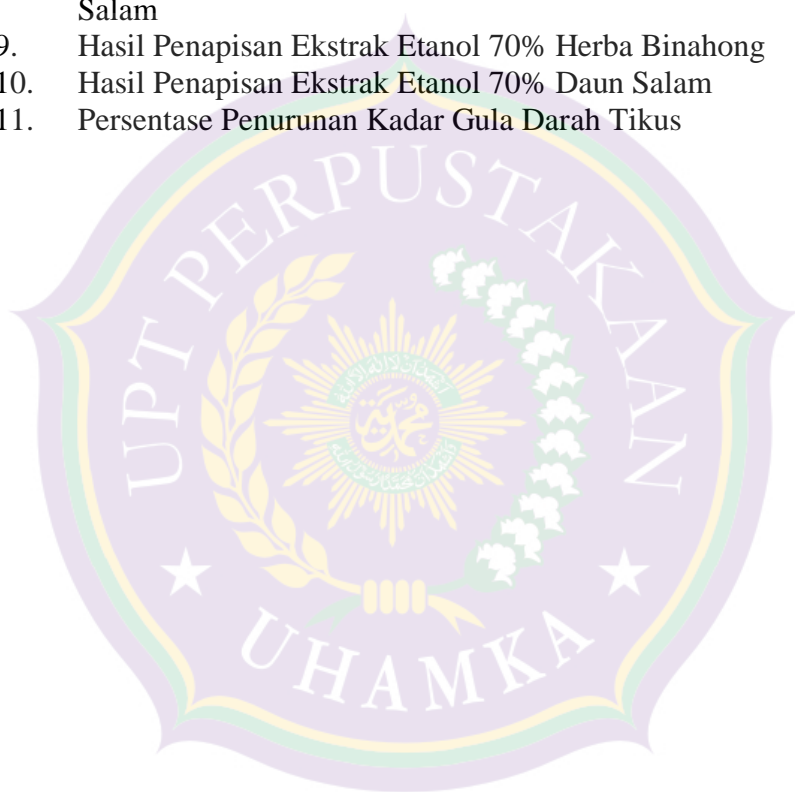 Salam
9. Hasil Penapisan Ekstrak Etanol 70% Herba Binahong
10. Hasil Penapisan Ekstrak Etanol 70% Daun Salam
11. Persentase Penurunan Kadar Gula Darah Tikus
UPT PERPUSTAKAAN
محمدية
UHAMKA